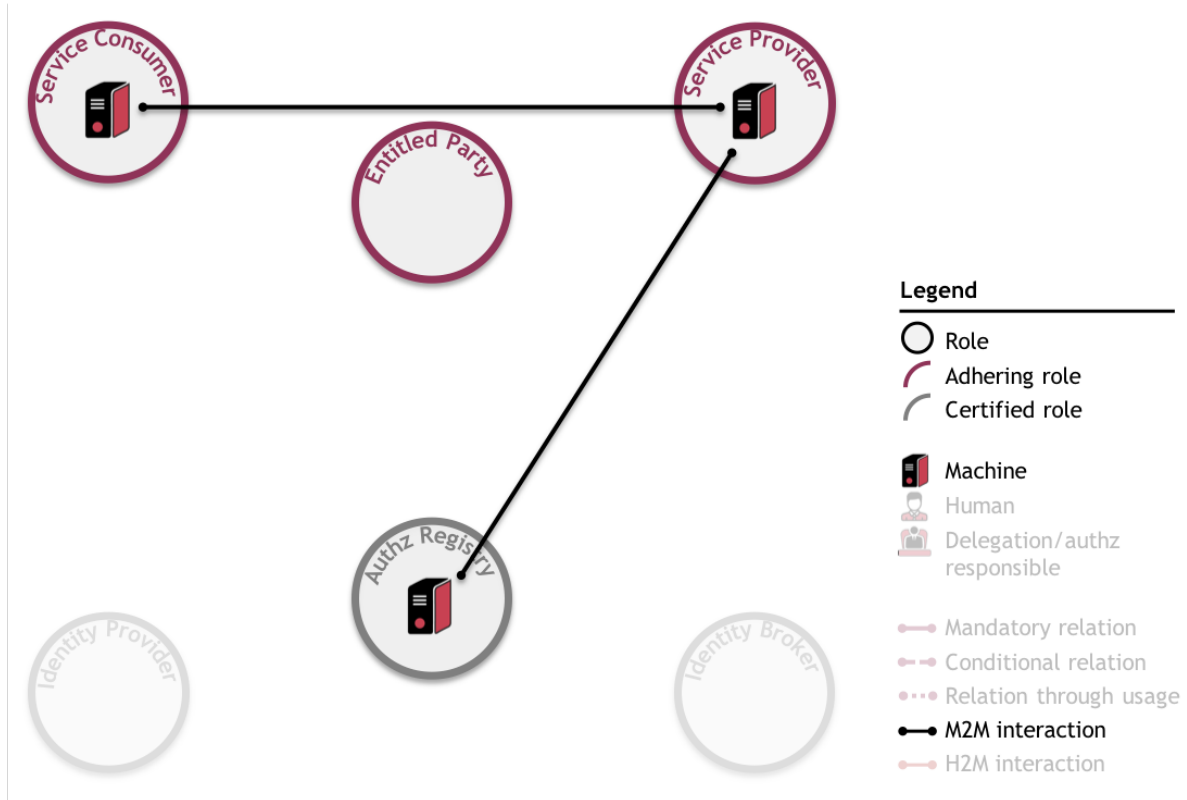 Service Consumer
Service Provider
Entitled Party
Legend
Role
Adhering role
Certified role
Machine
Human
Delegation/authz
responsible
Authz Registry
Identity Provider
Identity Broker
Mandatory relation
Conditional relation
Relation through usage
M2M interaction
H2M interaction